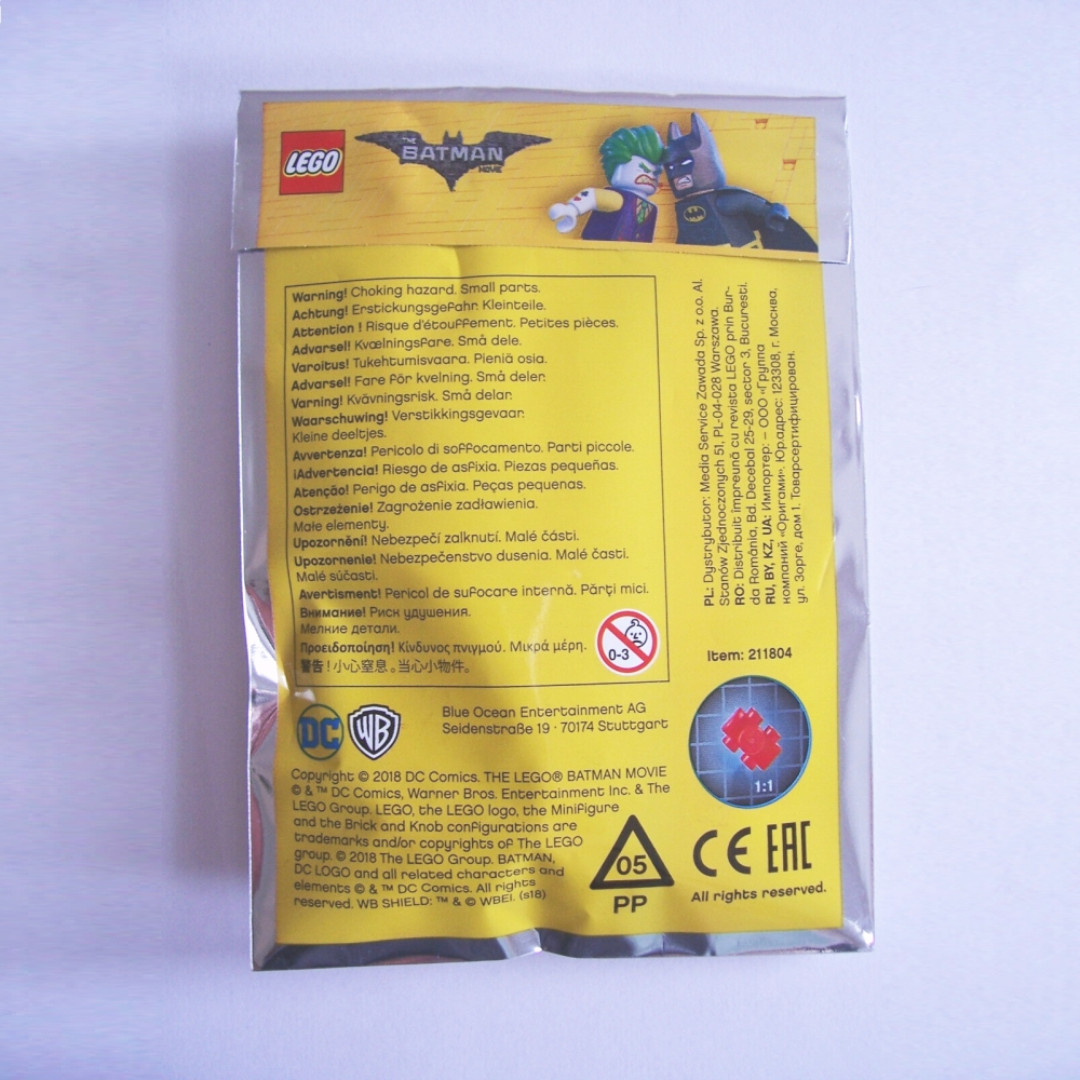 LEGO
THE
BATMAN
MOVIE
Warning! Choking hazard. Small parts.
Achtung! Erstickungsgefahr. Kleinteile.
Attention ! Risque d'étouffement. Petites pièces.
Advarsel! Kvælningsfare. Små dele.
Varoitus! Tukehtumisvaara. Pieniä osia.
Advarsel! Fare for kvelning. Små deler.
Varning! Kvävningsrisk. Små delar.
Waarschuwing! Verstikkingsgevaar.
Kleine deeltjes.
Avvertenza! Pericolo di soffocamento. Parti piccole.
¡Advertencia! Riesgo de asfixia. Piezas pequeñas.
Atenção! Perigo de asfixia. Peças pequenas.
Ostrzeżenie! Zagrożenie zadławienia.
Małe elementy.
Upozornění! Nebezpečí zalknutí. Malé části.
Upozornenie! Nebezpečenstvo dusenia. Malé časti.
Malé súčasti.
Avertisment! Pericol de sufocare internă. Părţi mici.
Внимание! Риск удушения.
Мелкие детали.
Προειδοποίηση! Κίνδυνος πνιγμού. Μικρά μέρη.
警告！小心窒息。当心小物件。
0-3
PL: Dystrybutor: Media Service Zawada Sp. z o.o. Al.
Stanów Zjednoczonych 51, PL-04-028 Warszawa.
RO: Distribuit împreună cu revista LEGO prin Bur-
da România, Bd. Decebal 25-29, sector 3, Bucureşti.
RU, BY, KZ, UA: Импортер: – ООО «Группа
компаний «Оригами». Юр.адрес: 123308, г. Москва,
ул. Зорге, дом 1. Товарсертифицирован.
Item: 211804
DC
WB
Blue Ocean Entertainment AG
Seidenstraße 19 · 70174 Stuttgart
1:1
Copyright © 2018 DC Comics. THE LEGO® BATMAN MOVIE
© & ™ DC Comics, Warner Bros. Entertainment Inc. & The
LEGO Group. LEGO, the LEGO logo, the Minifigure
and the Brick and Knob configurations are
trademarks and/or copyrights of The LEGO
group. © 2018 The LEGO Group. BATMAN,
DC LOGO and all related characters and
elements © & ™ DC Comics. All rights
reserved. WB SHIELD: ™ & © WBEI. (s18)
05
PP
CE EAC
All rights reserved.